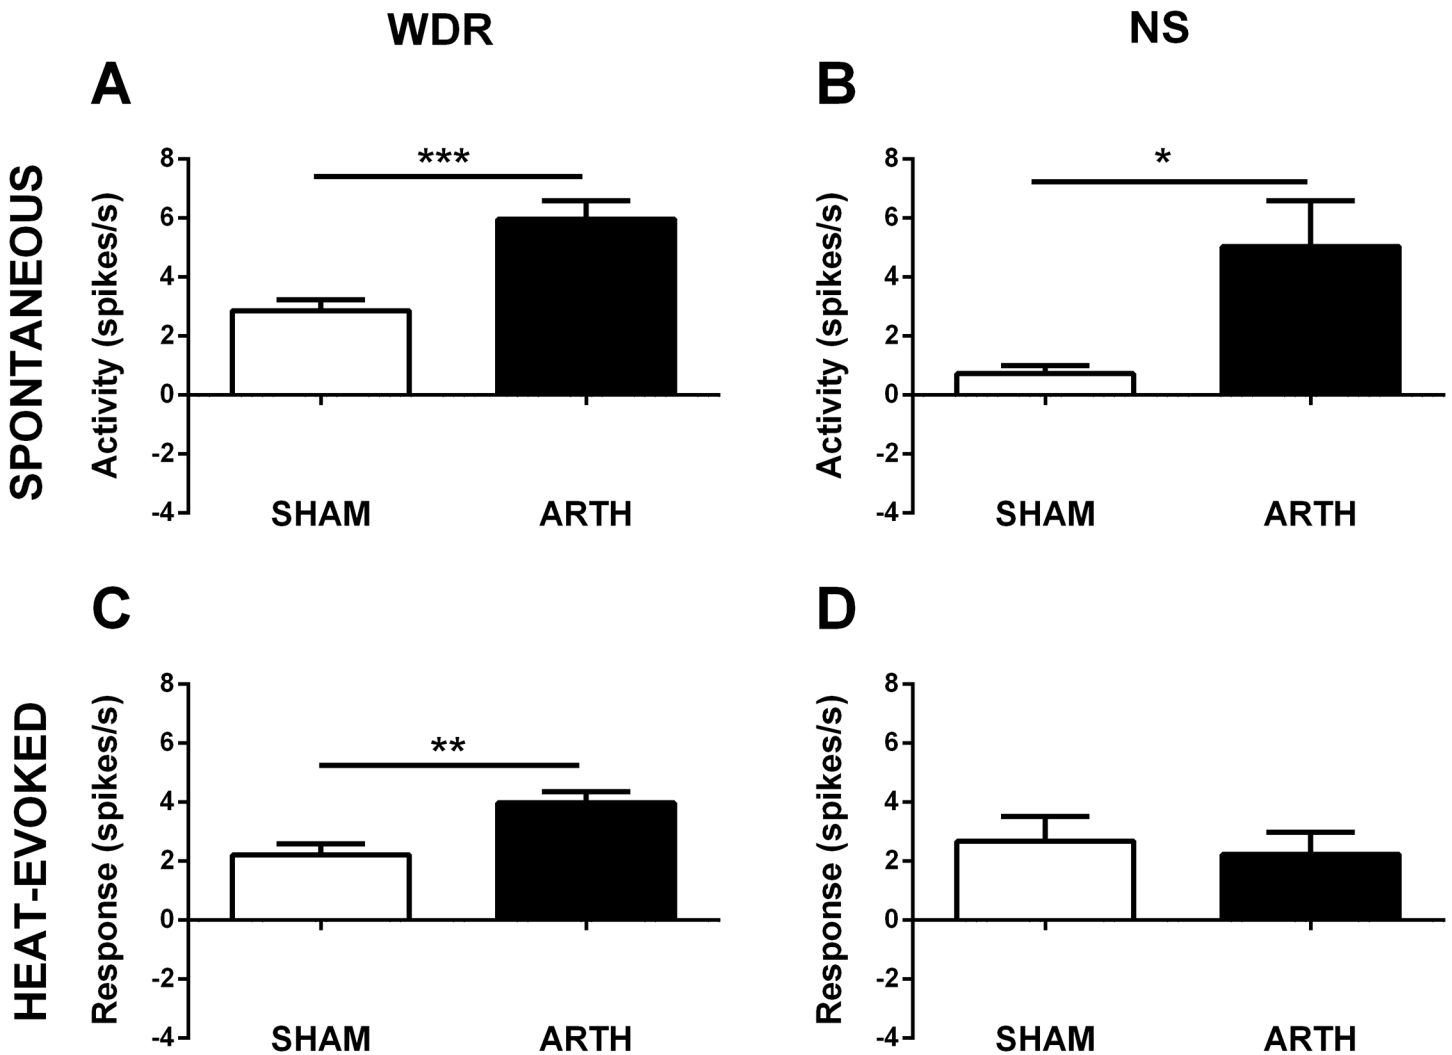 WDR
NS
A
B
SPONTANEOUS
Activity (spikes/s)
8
6
4
2
0
-2
-4
***
SHAM
ARTH
Activity (spikes/s)
8
6
4
2
0
-2
-4
*
SHAM
ARTH
C
D
HEAT-EVOKED
Response (spikes/s)
8
6
4
2
0
-2
-4
**
SHAM
ARTH
Response (spikes/s)
8
6
4
2
0
-2
-4
SHAM
ARTH